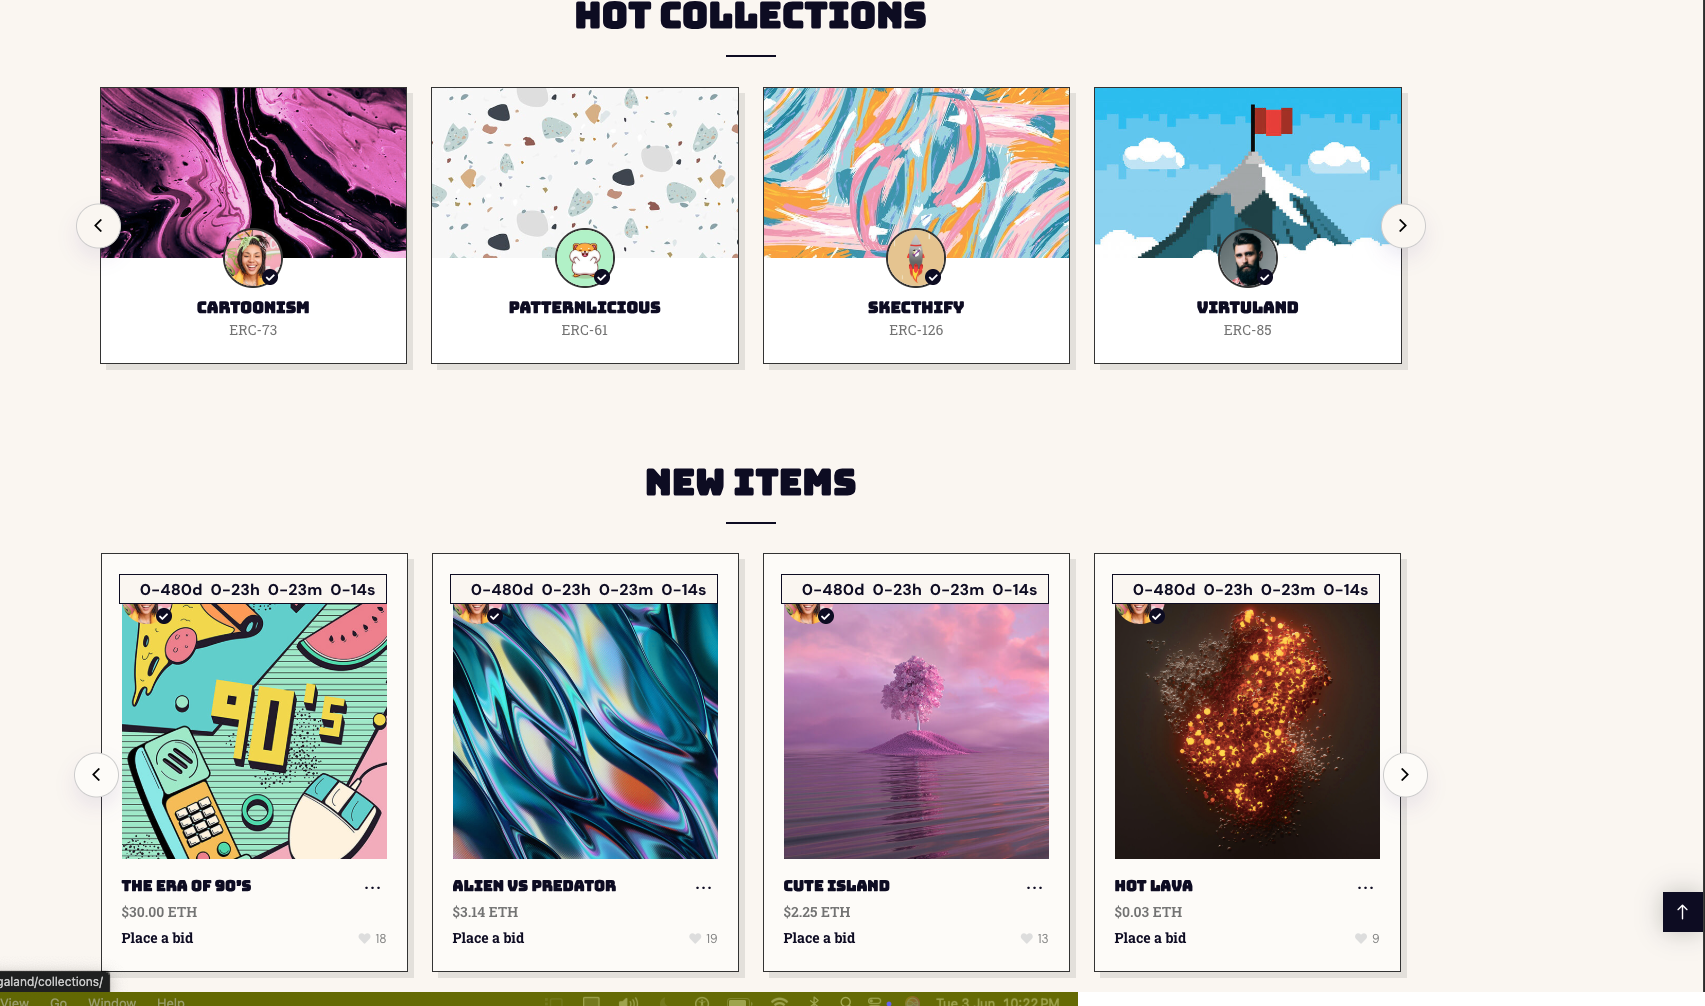 HOT COLLECTIONS
CARTOONISM
ERC-73
PATTERNLICIOUS
ERC-61
SKECTHIFY
ERC-126
VIRTULAND
ERC-85
NEW ITEMS
0-480d 0-23h 0-23m 0-14s
90's
THE ERA OF 90'S
...
$30.00 ETH
Place a bid
18
0-480d 0-23h 0-23m 0-14s
ALIEN VS PREDATOR
...
$3.14 ETH
Place a bid
19
0-480d 0-23h 0-23m 0-14s
CUTE ISLAND
...
$2.25 ETH
Place a bid
13
0-480d 0-23h 0-23m 0-14s
HOT LAVA
...
$0.03 ETH
Place a bid
9
galand/collections/
View Go Window Help
Tue 3 Jun 10:22 PM